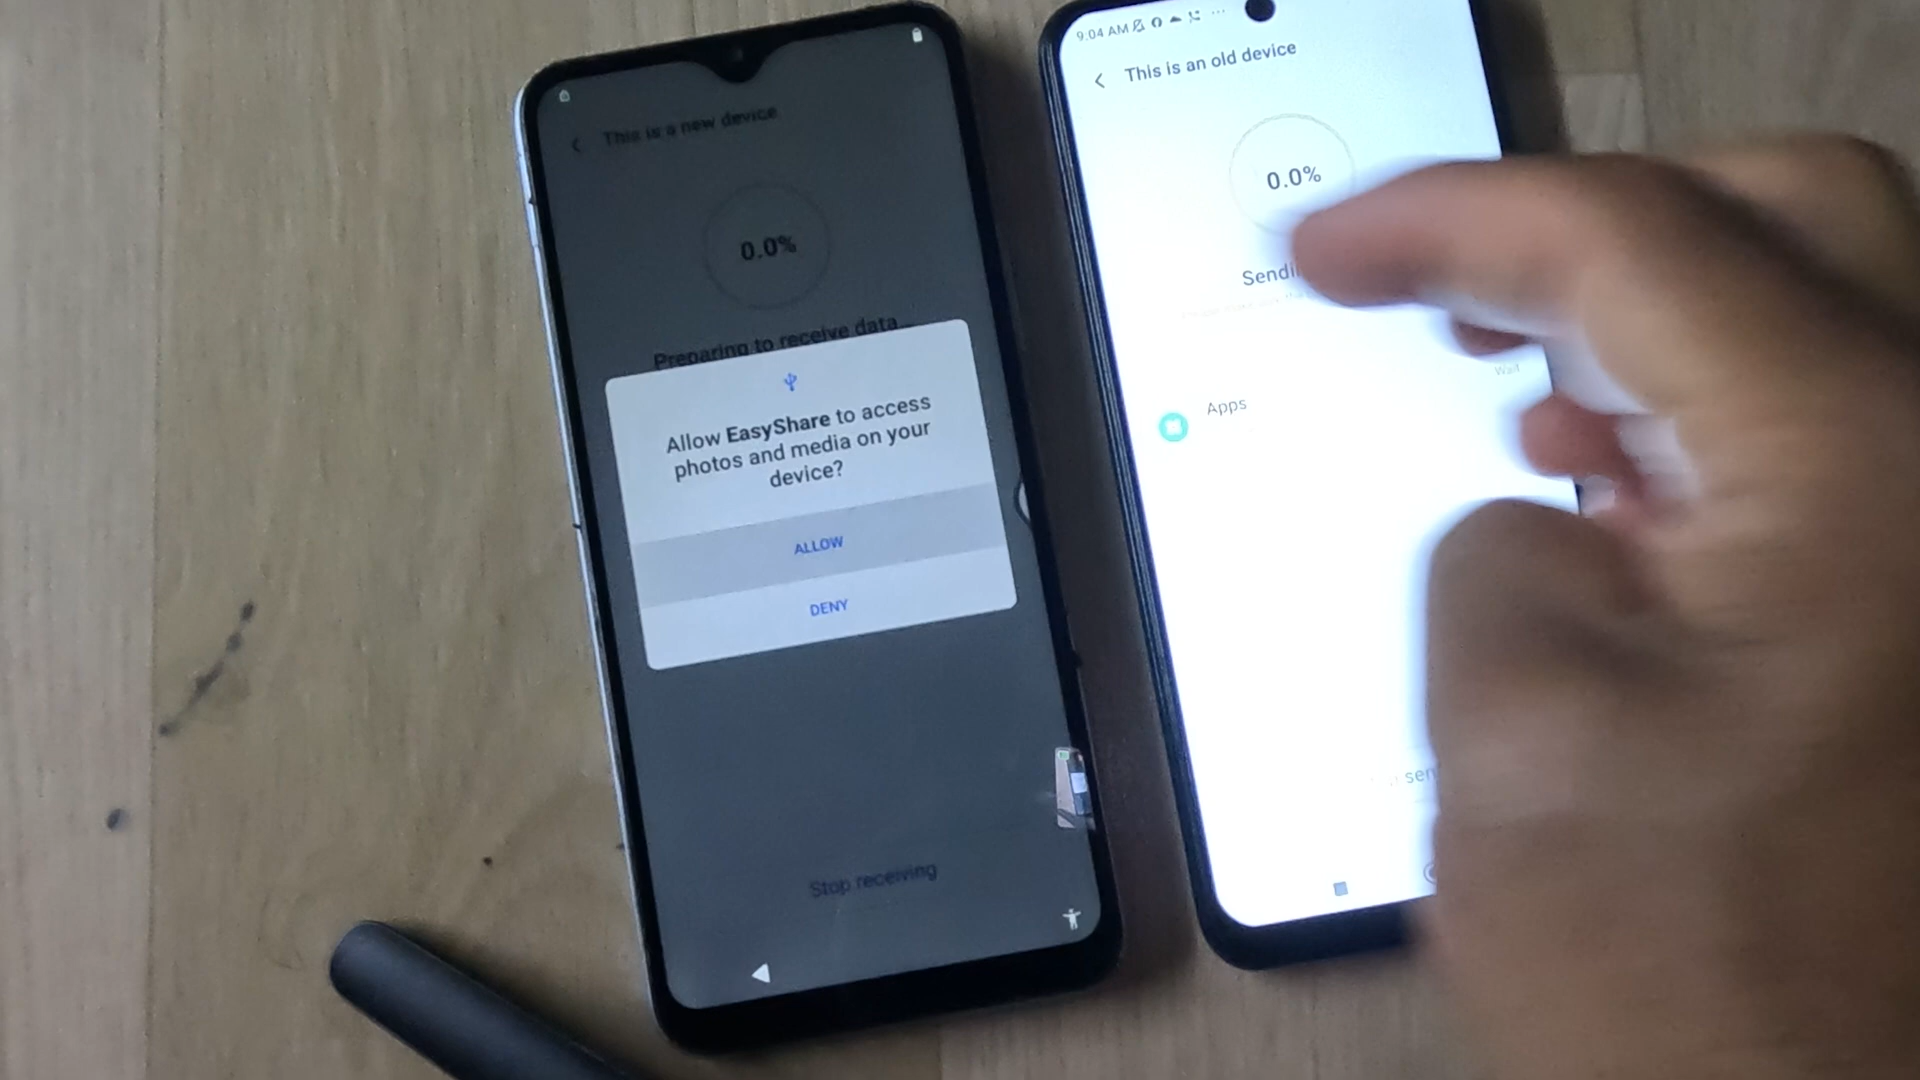 This is a new device
0.0%
Preparing to receive data...
Allow EasyShare to access
photos and media on your
device?
ALLOW
DENY
Stop receiving
9:04 AM
This is an old device
0.0%
Apps